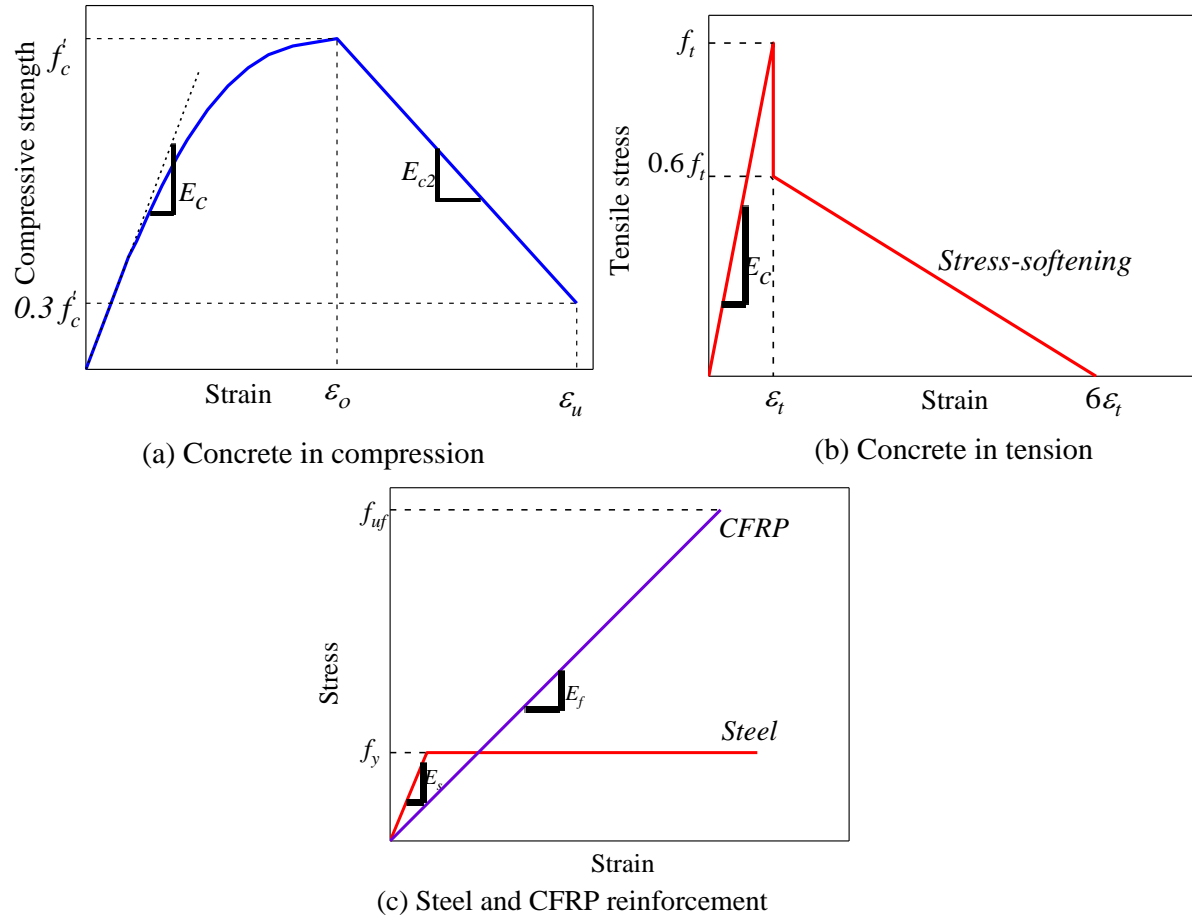 f'c
Compressive strength
Ec
Ec2
0.3 f'c
Strain
εo
εu
(a) Concrete in compression
ft
0.6 ft
Tensile stress
Ec
Stress-softening
εt
Strain
6εt
(b) Concrete in tension
fuf
CFRP
Stress
Ef
Steel
fy
Es
Strain
(c) Steel and CFRP reinforcement